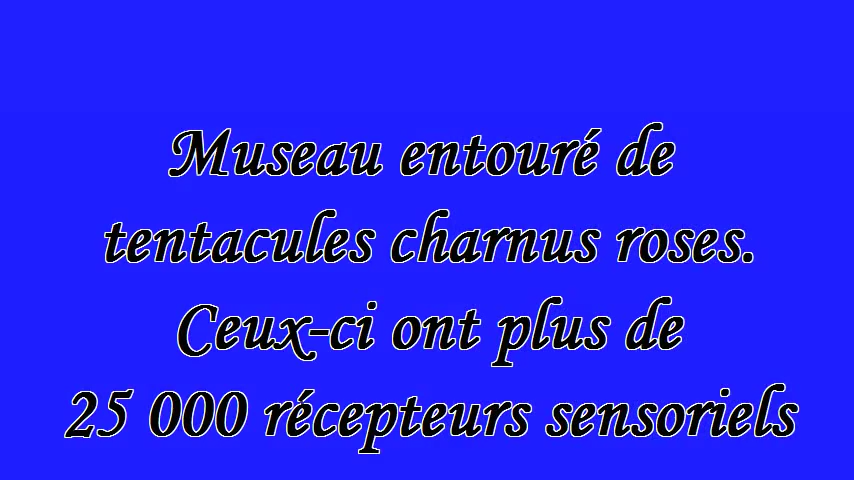 Museau entouré de
tentacules charnus roses.
Ceux-ci ont plus de
25 000 récepteurs sensoriels